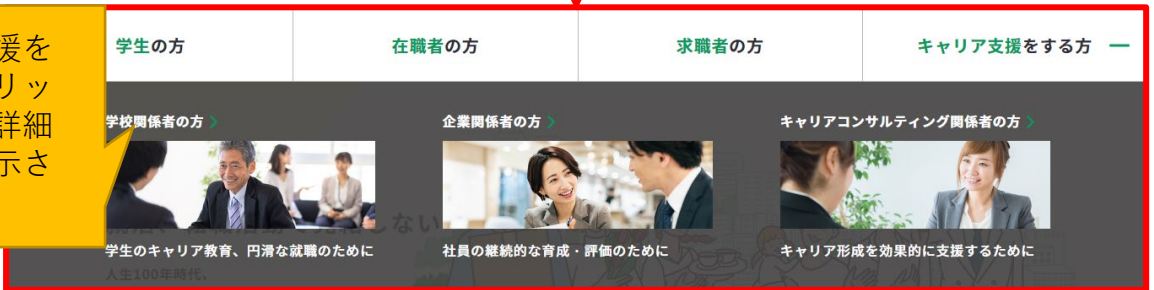 学生の方
在職者の方
求職者の方
キャリア支援をする方
援を
リッ
詳細
示さ
学校関係者の方
企業関係者の方
キャリアコンサルティング関係者の方
しない
学生のキャリア教育、円滑な就職のために
社員の継続的な育成・評価のために
キャリア形成を効果的に支援するために
人生100年時代、